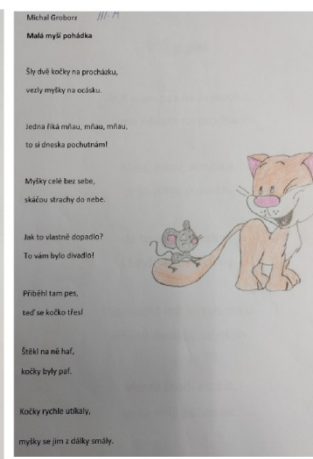 Michal Groborz III. A
Malá myší pohádka
Šly dvě kočky na procházku,
vezly myšky na ocásku.
Jedna říká mňau, mňau, mňau,
to si dneska pochutnám!
Myšky celé bez sebe,
skáčou strachy do nebe.
Jak to vlastně dopadlo?
To vám bylo divadlo!
Přiběhl tam pes,
teď se kočko třes!
Štěkl na ně haf,
kočky byly paf.
Kočky rychle utíkaly,
myšky se jim z dálky smály.